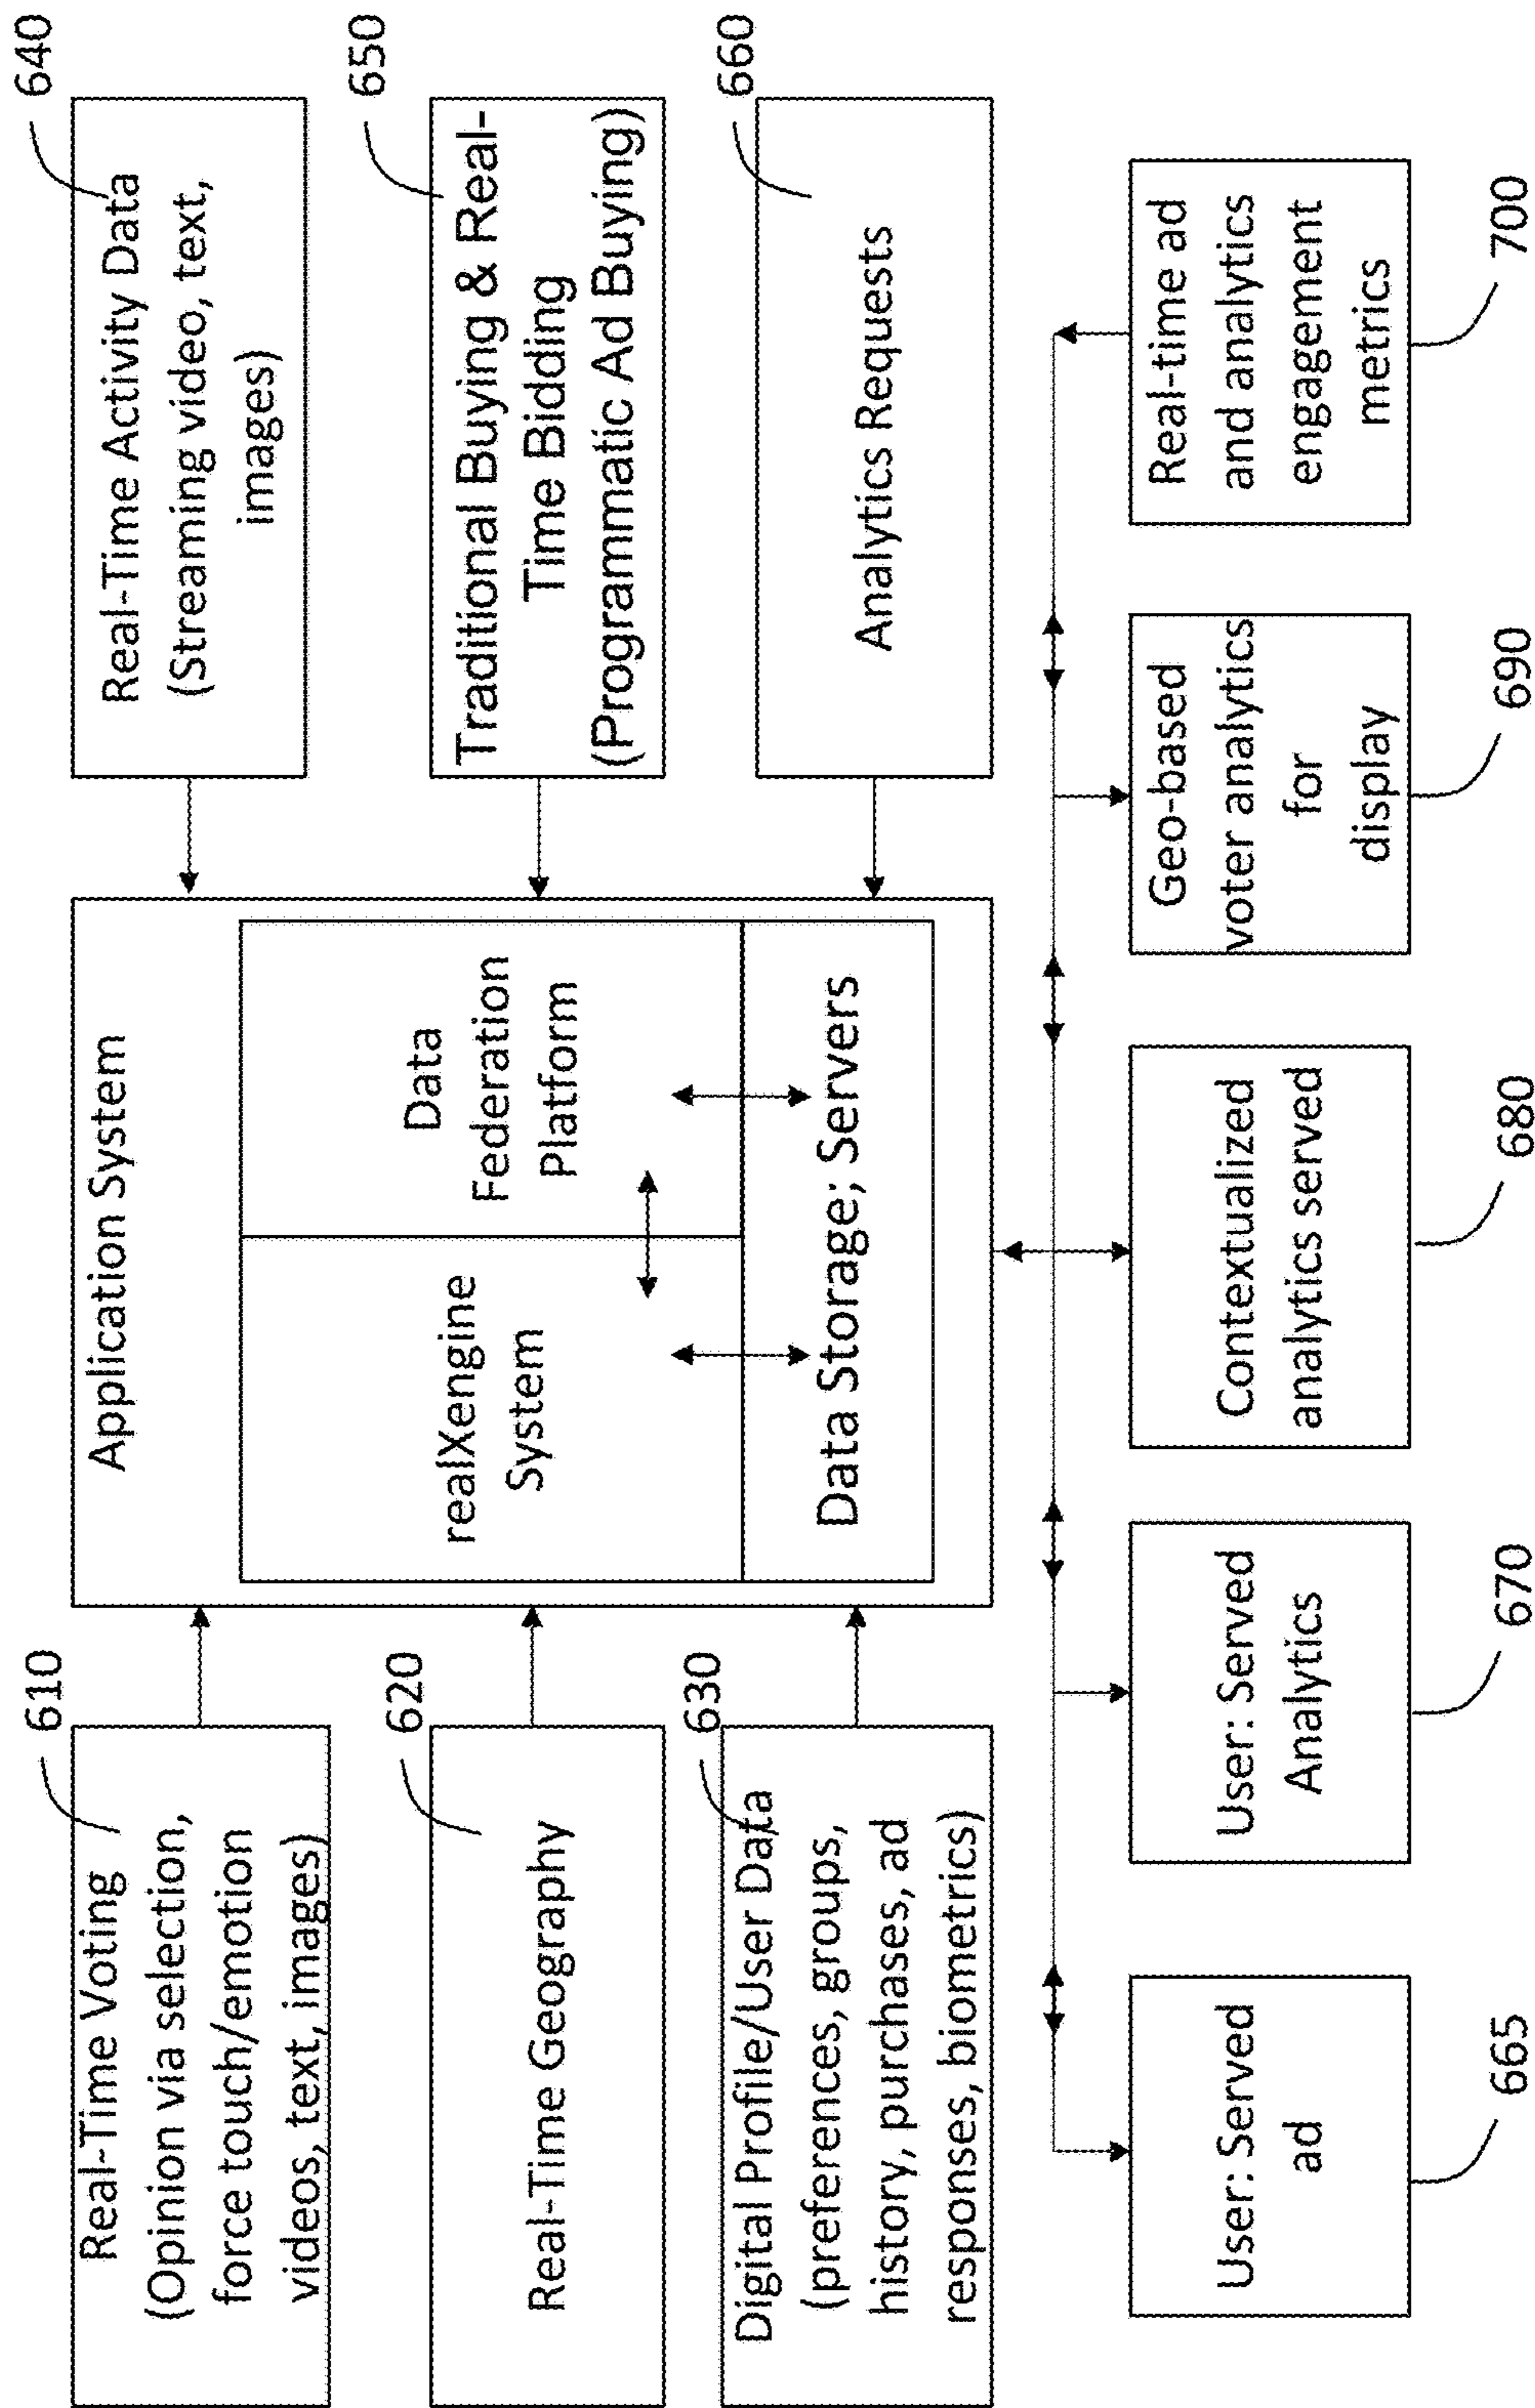 610
Real-Time Voting
(Opinion via selection,
force touch/emotion
videos, text, images)
620
Real-Time Geography
630
Digital Profile/User Data
(preferences, groups,
history, purchases, ad
responses, biometrics)
Application System
realXengine
System
Data
Federation
Platform
Data Storage; Servers
640
Real-Time Activity Data
(Streaming video, text,
images)
650
Traditional Buying & Real-
Time Bidding
(Programmatic Ad Buying)
660
Analytics Requests
User: Served
ad
665
User: Served
Analytics
670
Contextualized
analytics served
680
Geo-based
voter analytics
for
display
690
Real-time ad
and analytics
engagement
metrics
700